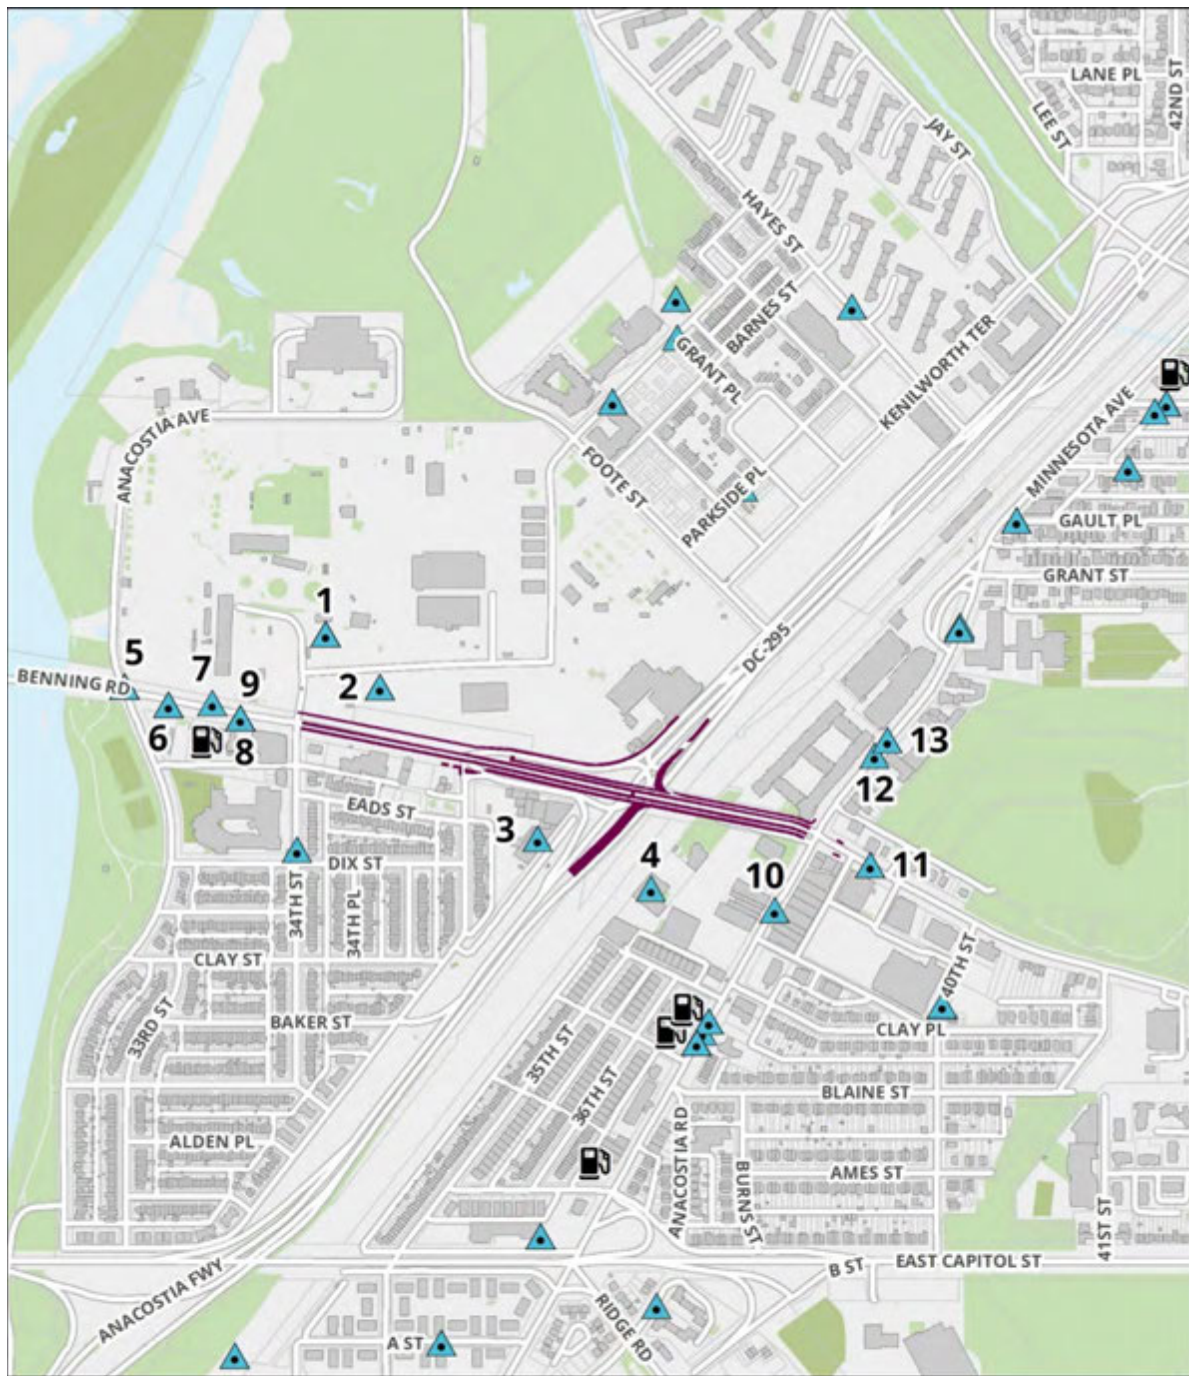 LANE PL
42ND ST
LEE ST
JAY ST
HAYES ST
BARNES ST
GRANT PL
KENILWORTH TER
MINNESOTA AVE
ANACOSTIA AVE
FOOTE ST
PARKSIDE PL
GAULT PL
GRANT ST
1
DC-295
5
BENNING RD
7
9
2
6
8
13
12
EADS ST
3
DIX ST
4
10
11
34TH ST
34TH PL
CLAY ST
40TH ST
33RD ST
BAKER ST
CLAY PL
35TH ST
36TH ST
BLAINE ST
ANACOSTIA RD
ALDEN PL
AMES ST
BURNS ST
41ST ST
B ST
EAST CAPITOL ST
ANACOSTIA FWY
RIDGE RD
A ST